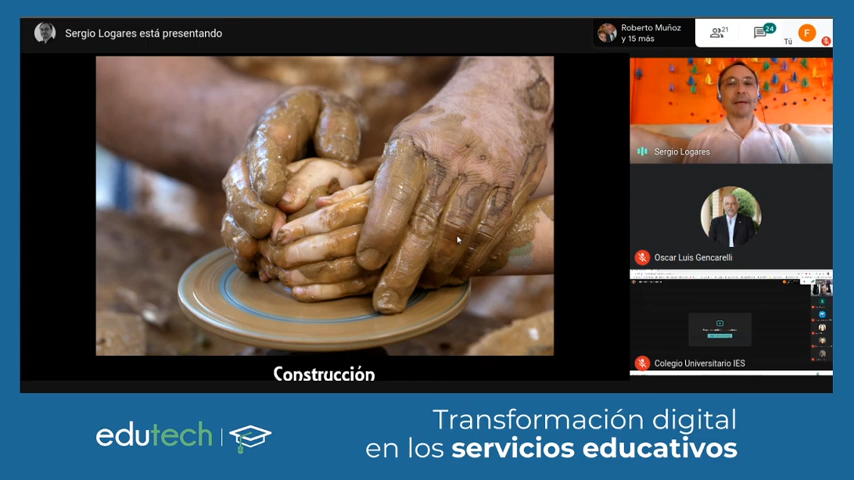 Sergio Logares está presentando
Roberto Muñoz
y 15 más
21
24
Tú
F
Sergio Logares
Oscar Luis Gencarelli
Colegio Universitario IES
Construcción
edutech
Transformación digital
en los servicios educativos